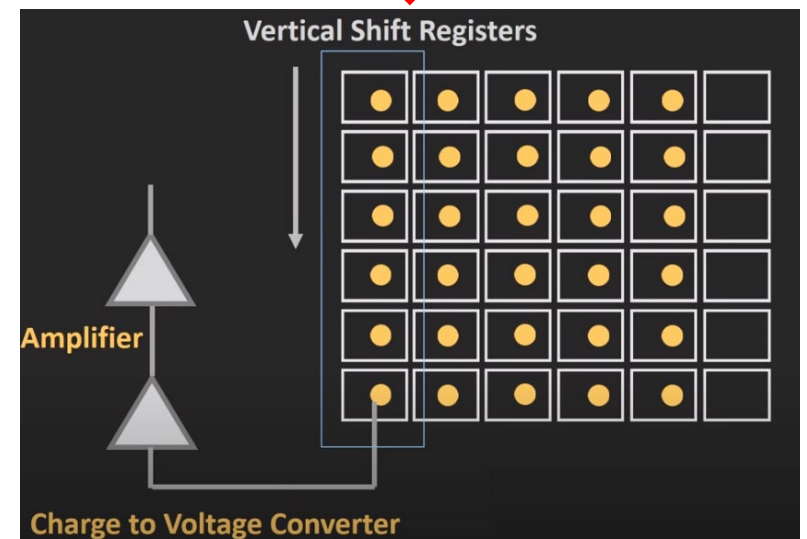 Vertical Shift Registers
Amplifier
Charge to Voltage Converter